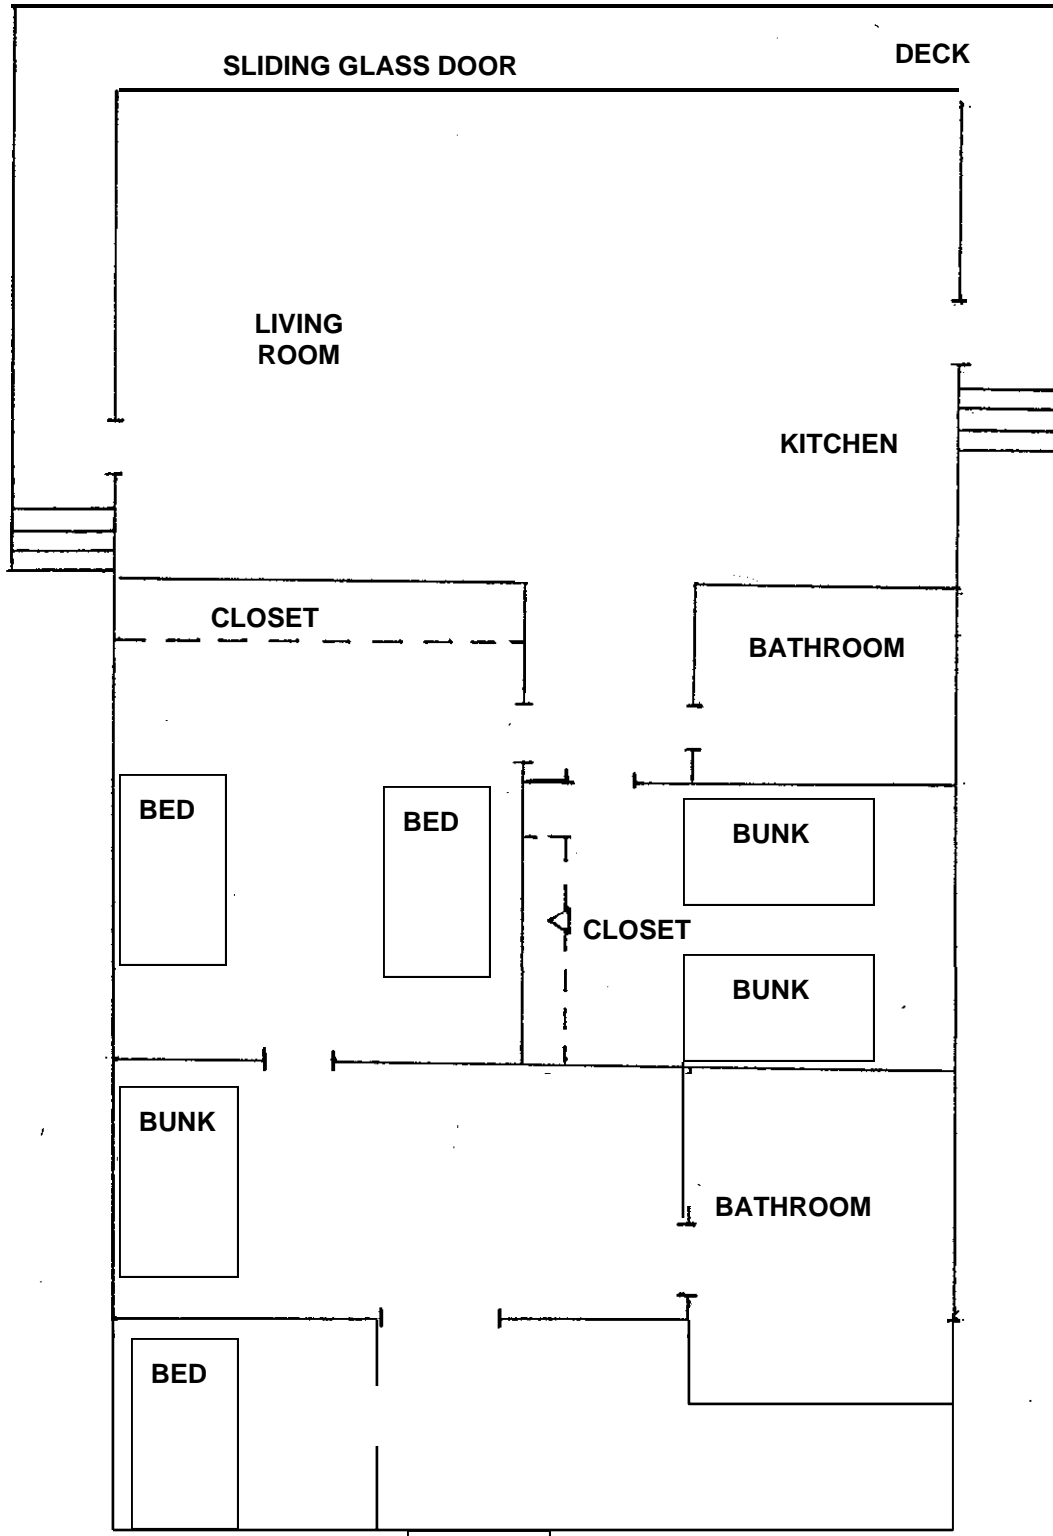 DECK
SLIDING GLASS DOOR
LIVING
ROOM
KITCHEN
CLOSET
BATHROOM
BED
BED
BUNK
CLOSET
BUNK
BUNK
BATHROOM
BED